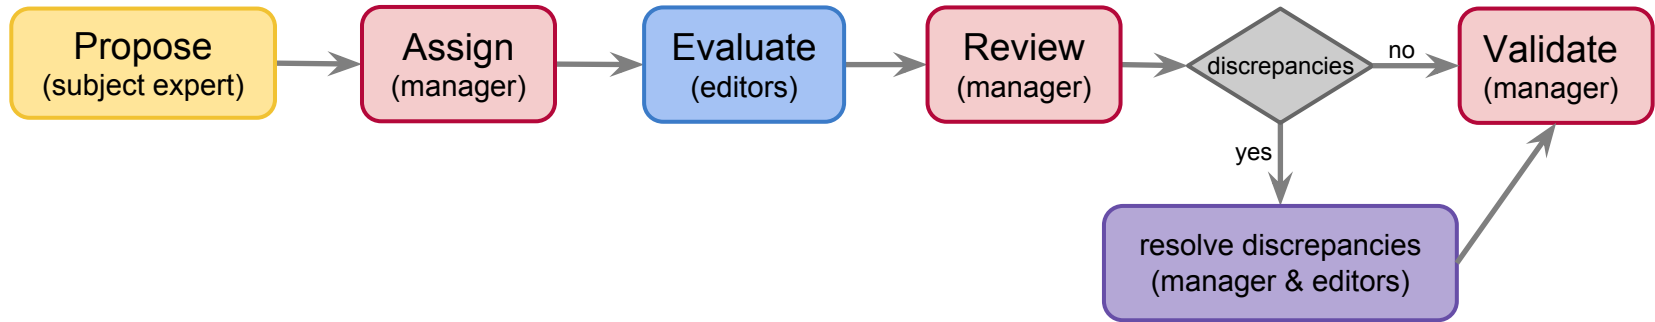 Propose
(subject expert)
Assign
(manager)
Evaluate
(editors)
Review
(manager)
discrepancies
no
Validate
(manager)
yes
resolve discrepancies
(manager & editors)